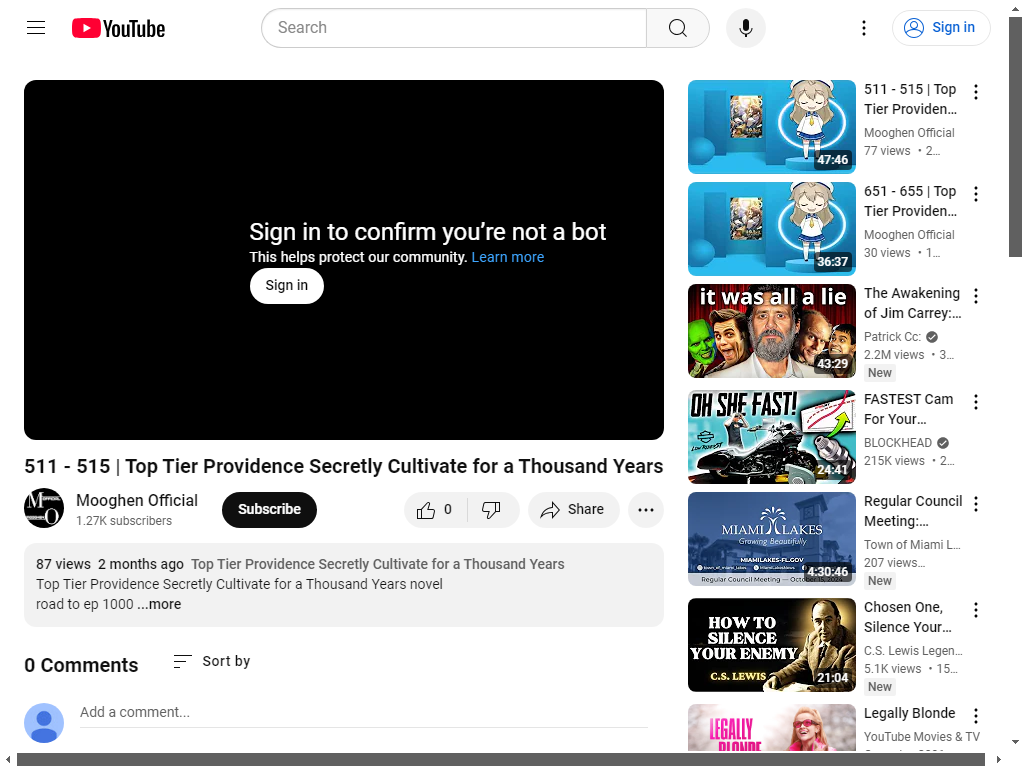 YouTube
Search
Sign in
Sign in to confirm you're not a bot
This helps protect our community. Learn more
Sign in
511 - 515 | Top Tier Providence Secretly Cultivate for a Thousand Years
Mooghen Official
1.27K subscribers
Subscribe
0
Share
87 views 2 months ago Top Tier Providence Secretly Cultivate for a Thousand Years
Top Tier Providence Secretly Cultivate for a Thousand Years novel
road to ep 1000 ...more
0 Comments
Sort by
Add a comment...
47:46
511 - 515 | Top
Tier Providen...
Mooghen Official
77 views • 2...
36:37
651 - 655 | Top
Tier Providen...
Mooghen Official
30 views • 1...
it was all a lie
43:29
The Awakening
of Jim Carrey:...
Patrick Cc:
2.2M views • 3...
New
OH SHE FAST!
24:41
FASTEST Cam
For Your...
BLOCKHEAD
215K views • 2...
MIAMI LAKES
Growing Beautifully
MIAMILAKES-FL.GOV
town_of_miami_lakes
MiamiLakesNews
Regular Council Meeting — October 15, 2024
4:30:46
Regular Council
Meeting:...
Town of Miami L...
207 views...
New
HOW TO
SILENCE
YOUR ENEMY
C.S. LEWIS
21:04
Chosen One,
Silence Your...
C.S. Lewis Legen...
5.1K views • 15...
New
LEGALLY
BLONDE
Legally Blonde
YouTube Movies & TV